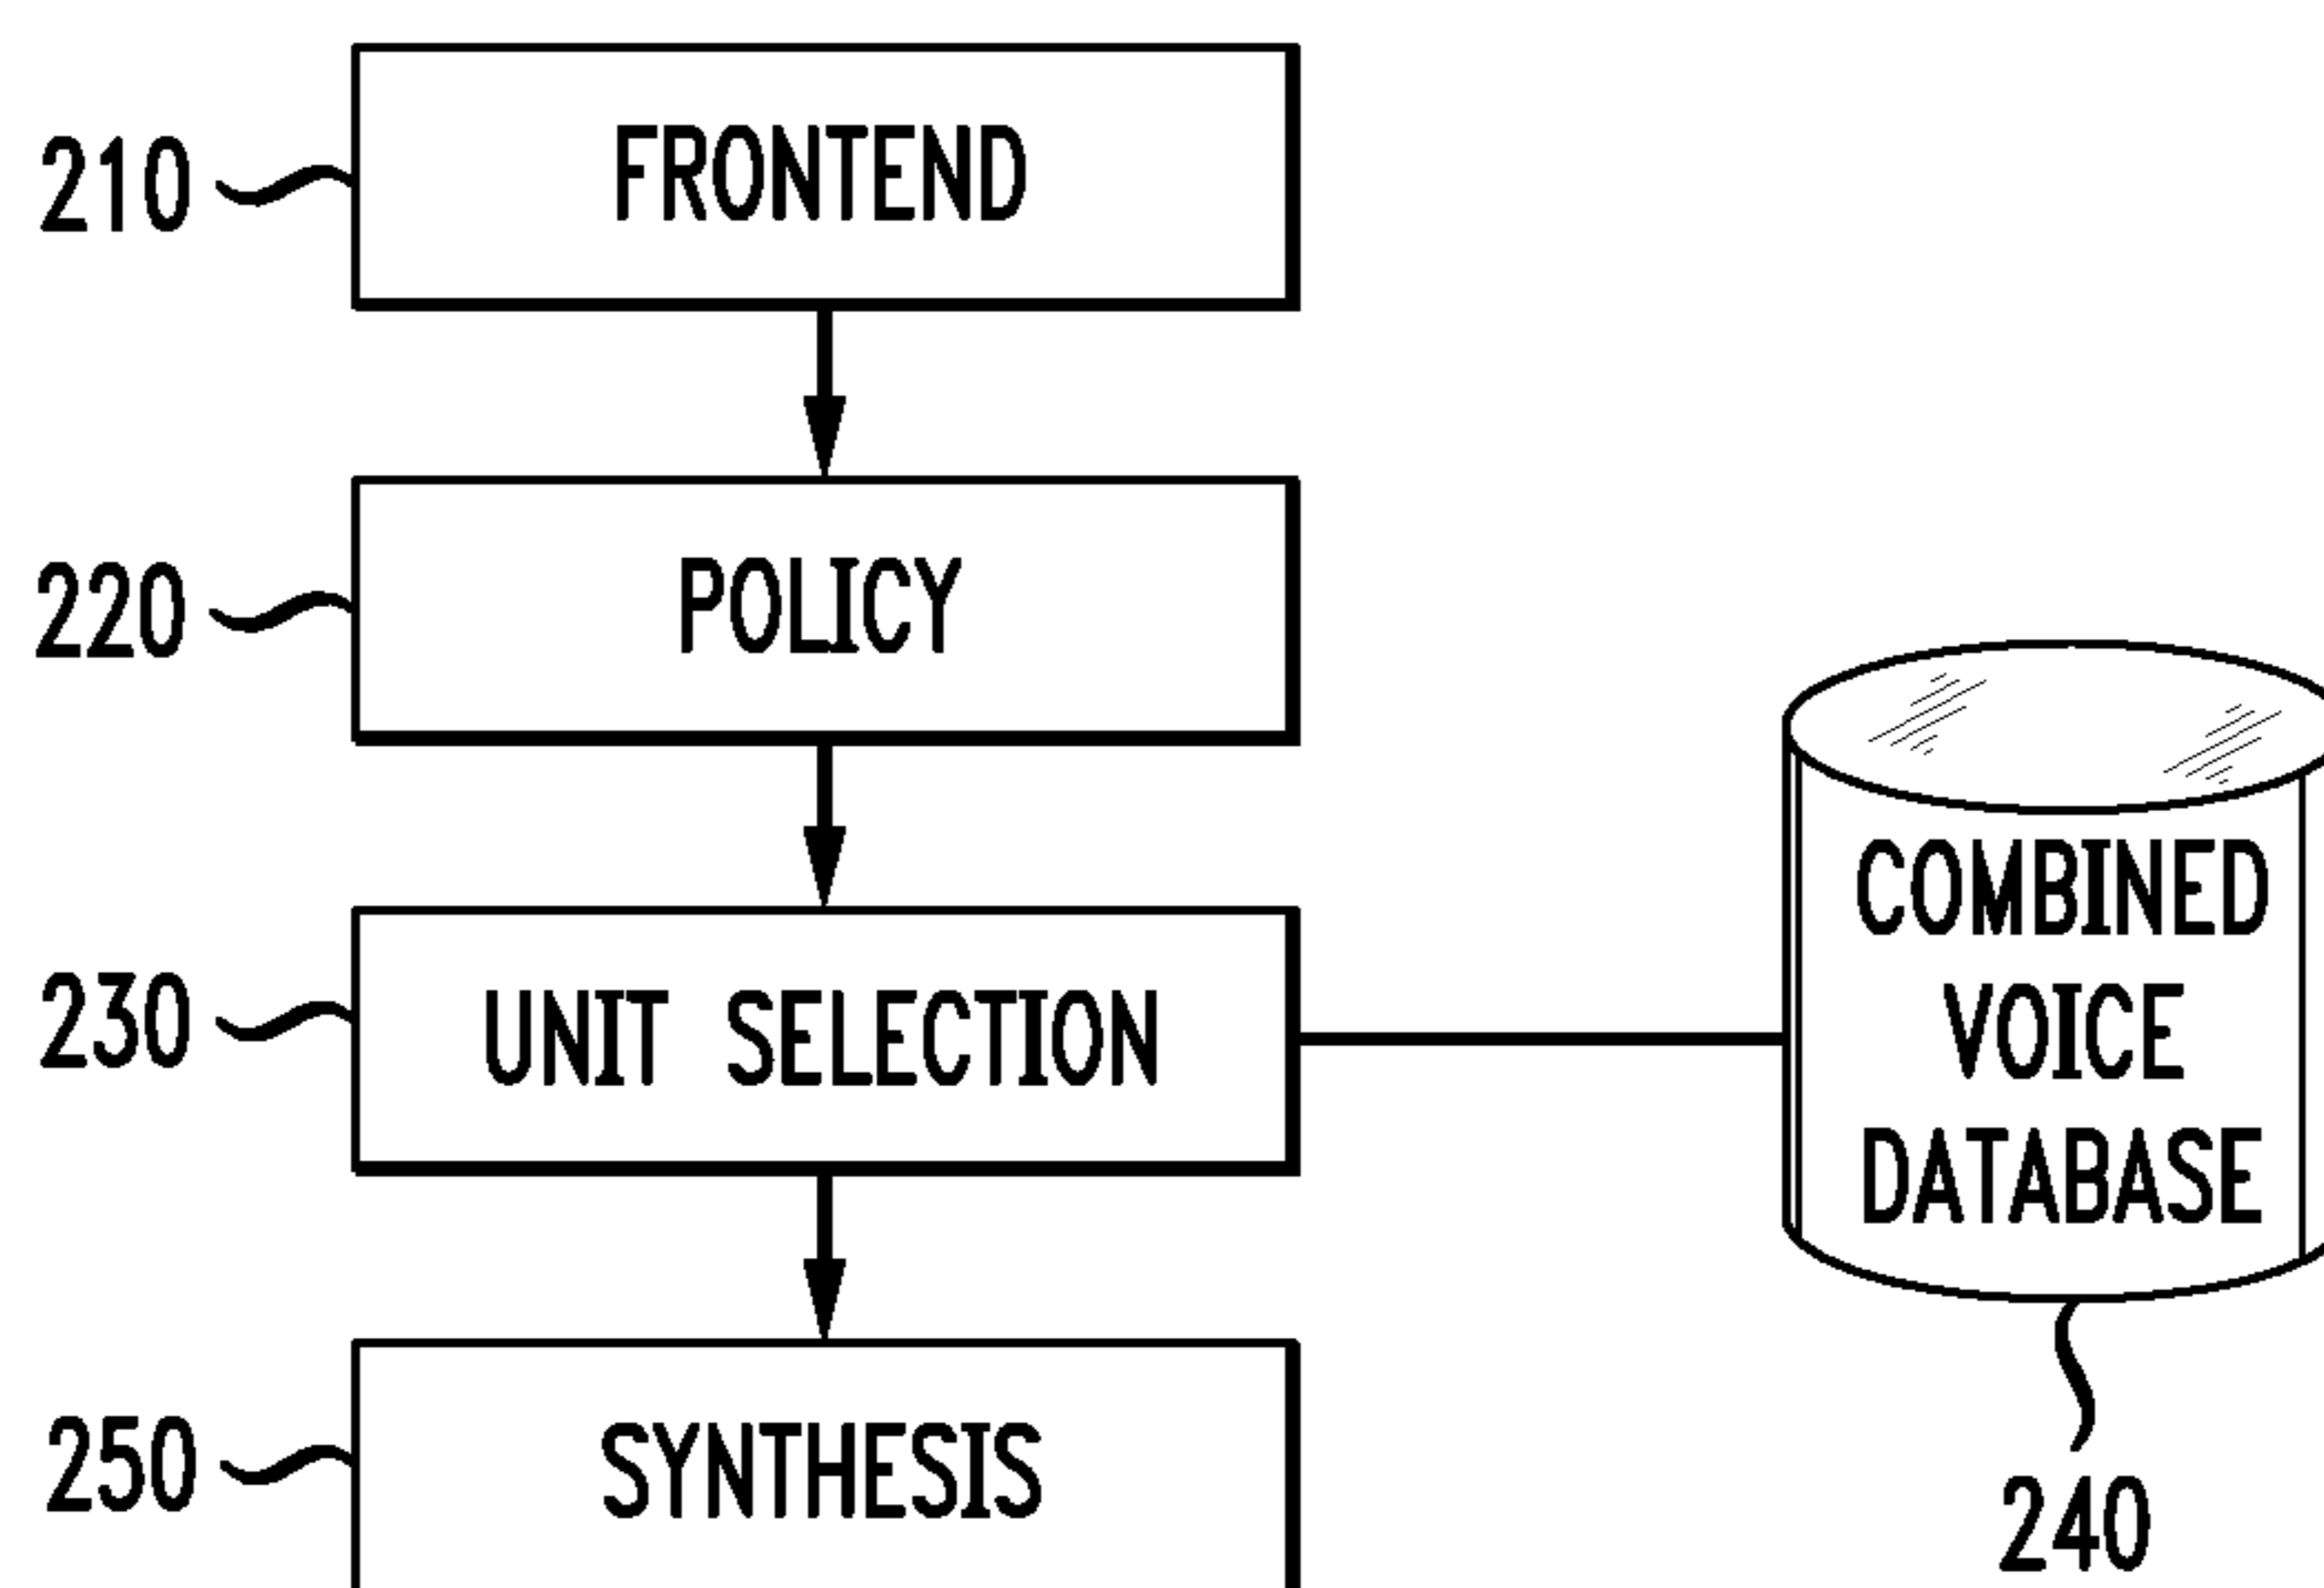 210
FRONTEND
220
POLICY
230
UNIT SELECTION
COMBINED
VOICE
DATABASE
250
SYNTHESIS
240